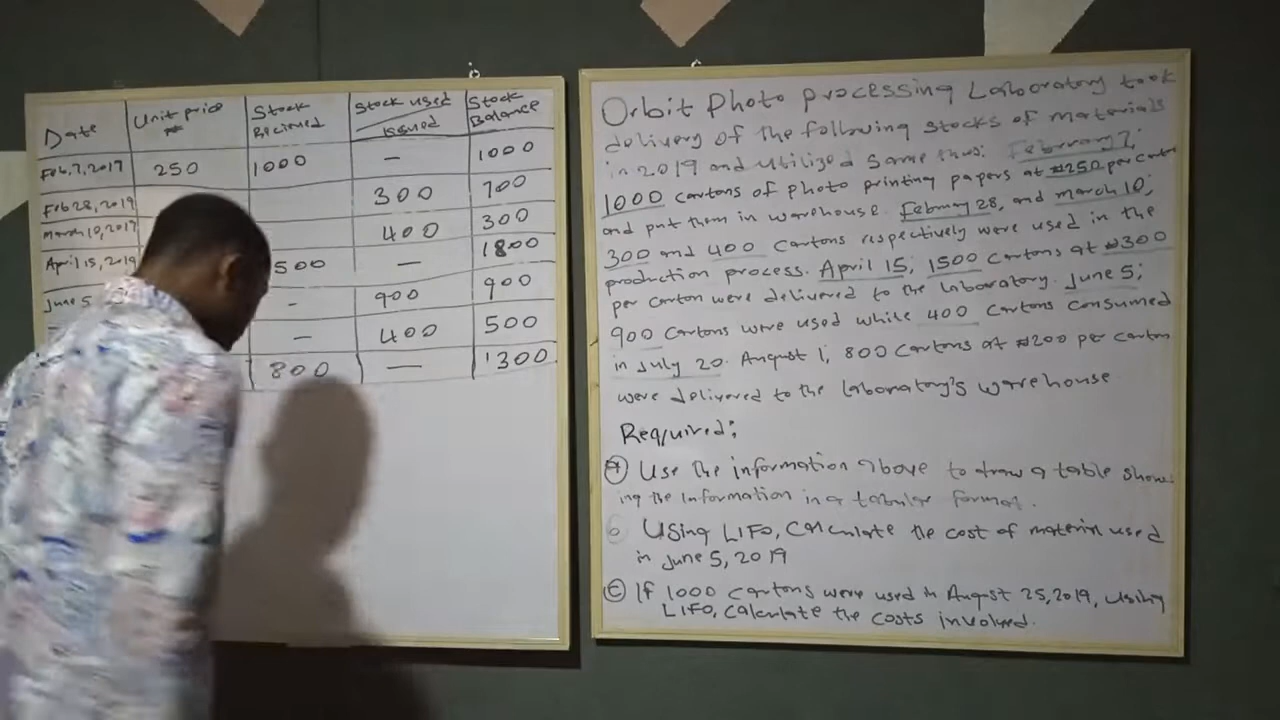 Date Unit price Stock Recieved Stock used issued Stock Balance
Feb,7,2017 250 1000 — 1000
Feb 28, 2019 300 700
March 10, 2017 400 300
April 15, 2019 500 — 1800
June 5 - 900 900
— 400 500
800 — 1300
Orbit Photo processing Laboratory took
delivery of the following stocks of materials
in 2019 and utilized same thus: February 7;
1000 cartons of photo printing papers at ₦250 per carton
and put them in warehouse. February 28, and march 10;
300 and 400 cartons respectively were used in the
production process. April 15; 1500 cartons at ₦300
per carton were delivered to the laboratory. June 5;
900 cartons were used while 400 cartons consumed
in July 20. August 1; 800 cartons at ₦200 per carton
were delivered to the laboratory's warehouse
Required;
(A) Use the information above to draw a table show-
ing the information in a tabular format.
b Using LIFO, calculate the cost of material used
in June 5, 2019
(C) If 1000 cartons were used in August 25, 2019, using
LIFO, calculate the costs involved.